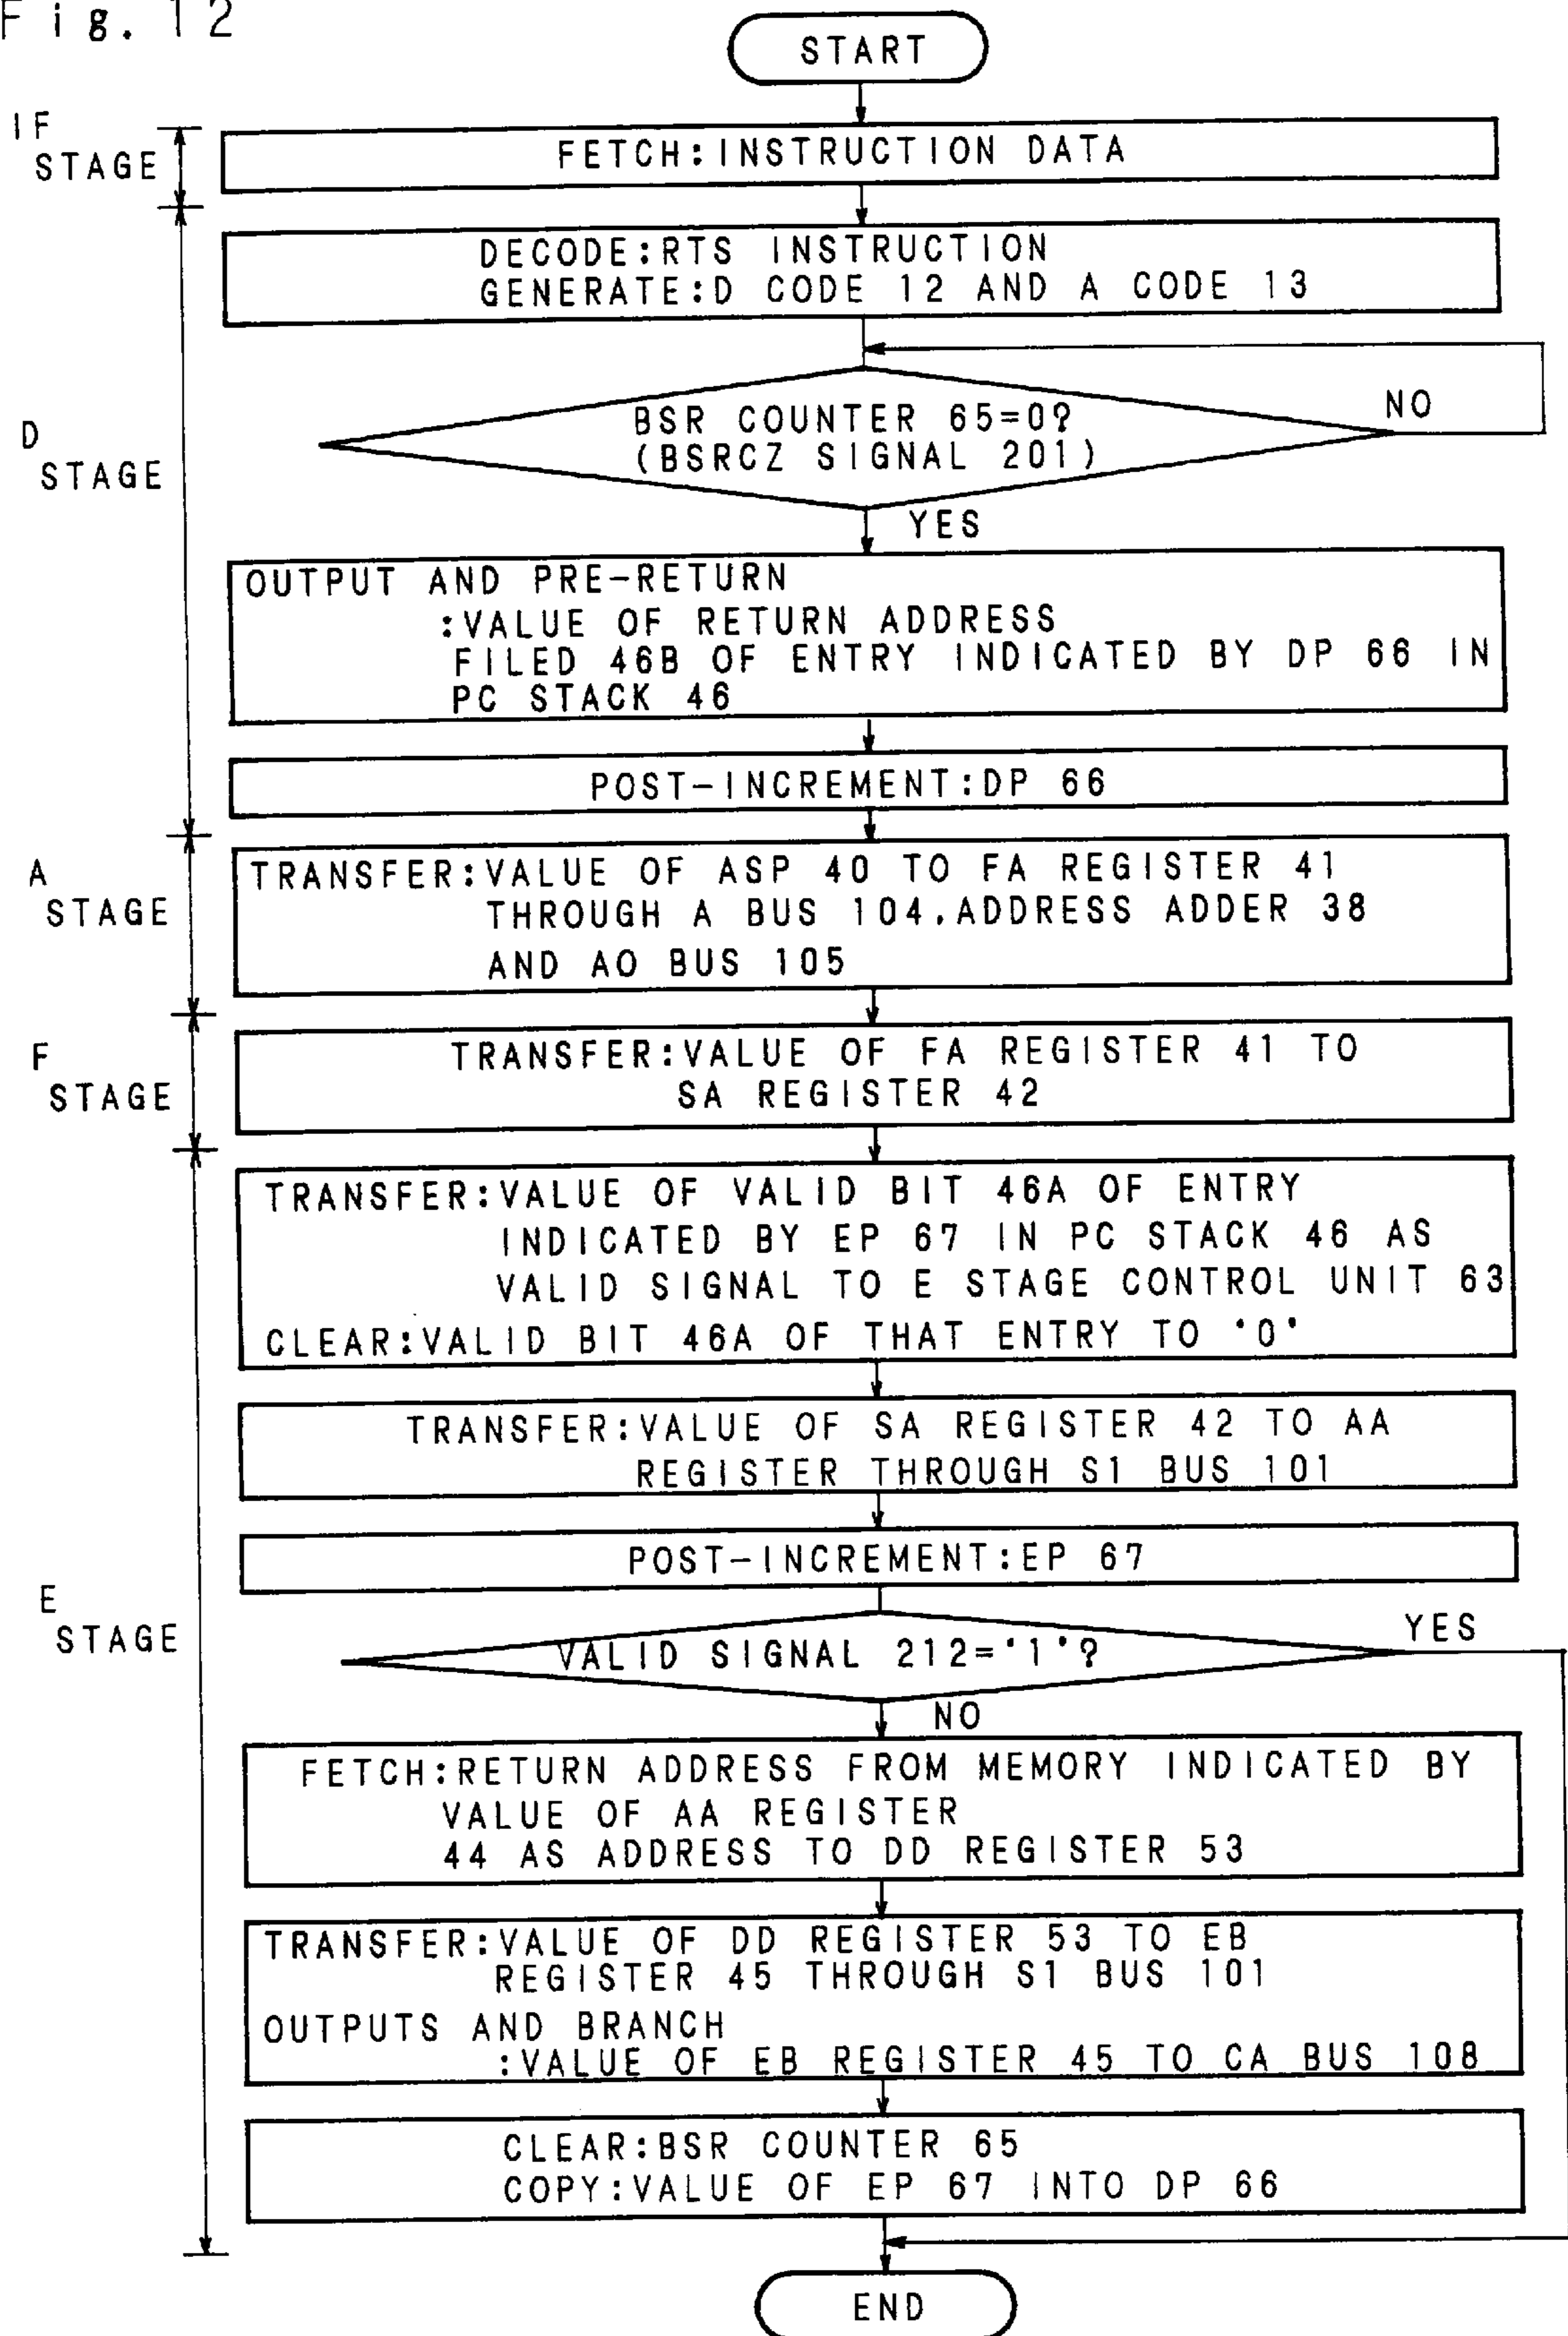 Fig. 12
START
IF
STAGE
FETCH:INSTRUCTION DATA
DECODE:RTS INSTRUCTION
GENERATE:D CODE 12 AND A CODE 13
D
STAGE
BSR COUNTER 65=0?
(BSRCZ SIGNAL 201)
NO
YES
OUTPUT AND PRE-RETURN
:VALUE OF RETURN ADDRESS
FILED 46B OF ENTRY INDICATED BY DP 66 IN
PC STACK 46
POST-INCREMENT:DP 66
A
STAGE
TRANSFER:VALUE OF ASP 40 TO FA REGISTER 41
THROUGH A BUS 104.ADDRESS ADDER 38
AND AO BUS 105
F
STAGE
TRANSFER:VALUE OF FA REGISTER 41 TO
SA REGISTER 42
TRANSFER:VALUE OF VALID BIT 46A OF ENTRY
INDICATED BY EP 67 IN PC STACK 46 AS
VALID SIGNAL TO E STAGE CONTROL UNIT 63
CLEAR:VALID BIT 46A OF THAT ENTRY TO '0'
TRANSFER:VALUE OF SA REGISTER 42 TO AA
REGISTER THROUGH S1 BUS 101
POST-INCREMENT:EP 67
E
STAGE
VALID SIGNAL 212='1'?
YES
NO
FETCH:RETURN ADDRESS FROM MEMORY INDICATED BY
VALUE OF AA REGISTER
44 AS ADDRESS TO DD REGISTER 53
TRANSFER:VALUE OF DD REGISTER 53 TO EB
REGISTER 45 THROUGH S1 BUS 101
OUTPUTS AND BRANCH
:VALUE OF EB REGISTER 45 TO CA BUS 108
CLEAR:BSR COUNTER 65
COPY:VALUE OF EP 67 INTO DP 66
END